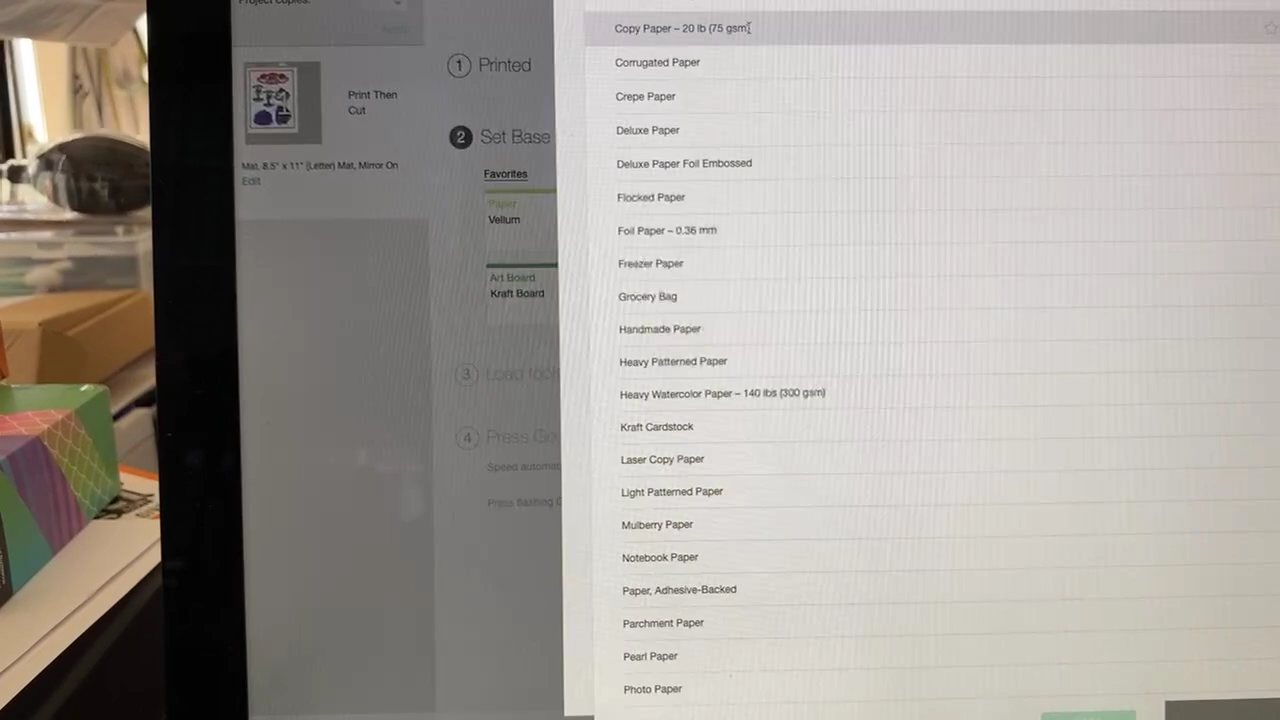 Project copies:
Print Then
Cut
Mat, 8.5" x 11" (Letter) Mat, Mirror On
Edit
1 Printed
2 Set Base
Favorites
Paper
Vellum
Art Board
Kraft Board
3 Load tools
4 Press Go
Speed automat
Press flashing
Copy Paper – 20 lb (75 gsm)
Corrugated Paper
Crepe Paper
Deluxe Paper
Deluxe Paper Foil Embossed
Flocked Paper
Foil Paper – 0.36 mm
Freezer Paper
Grocery Bag
Handmade Paper
Heavy Patterned Paper
Heavy Watercolor Paper – 140 lbs (300 gsm)
Kraft Cardstock
Laser Copy Paper
Light Patterned Paper
Mulberry Paper
Notebook Paper
Paper, Adhesive-Backed
Parchment Paper
Pearl Paper
Photo Paper